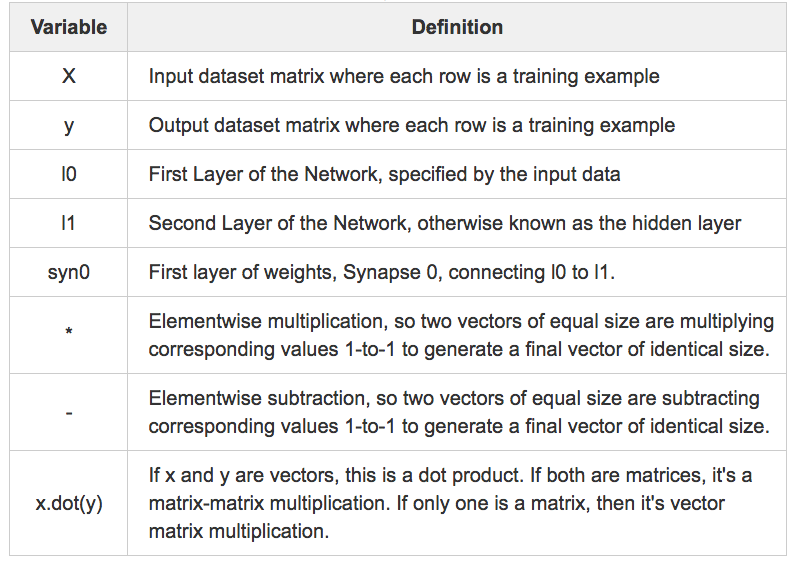 Variable Definition
X Input dataset matrix where each row is a training example
y Output dataset matrix where each row is a training example
l0 First Layer of the Network, specified by the input data
l1 Second Layer of the Network, otherwise known as the hidden layer
syn0 First layer of weights, Synapse 0, connecting l0 to l1.
* Elementwise multiplication, so two vectors of equal size are multiplying
corresponding values 1-to-1 to generate a final vector of identical size.
- Elementwise subtraction, so two vectors of equal size are subtracting
corresponding values 1-to-1 to generate a final vector of identical size.
x.dot(y) If x and y are vectors, this is a dot product. If both are matrices, it's a
matrix-matrix multiplication. If only one is a matrix, then it's vector
matrix multiplication.